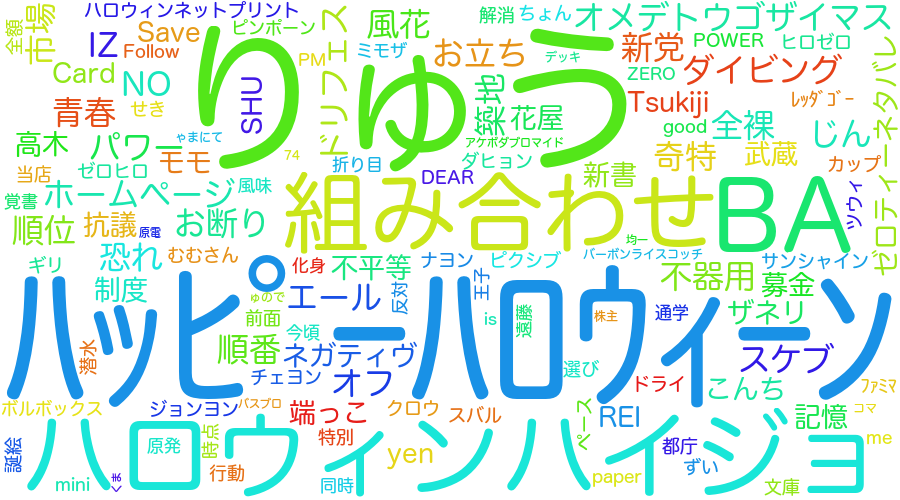 ハロウィンネットプリント
ちょん
解消
オメデトウゴザイマス
全額
市場
IZ
Save
ピンポーン
風花
ミモザ
お立ち
新党
POWER
ヒロゼロ
Follow
PM
デッキ
ネタバレ
Card
NO
SHU
ドリフェス
りゅう
地
ZERO
ダイビング
Tsukiji
ﾚｯﾀﾞｺﾞｰ
青春
せき
花屋
good
全裸
じん
高木
パワー
ゃまにて
アケボダブロマイド
ゼロヒロ
モモ
74
折り目
ダヒョン
奇特
武蔵
カップ
当店
風味
DEAR
新書
覚書
ホームページ
組み合わせ
BA
ツウィ
ゼロティー
順位
抗議
原電
お断り
均一
ギリ
恐れ
むむさん
化身
不平等
ナヨン
ピクシブ
バーボンライスコッチ
サンシャイン
制度
ゅので
エール
反対
王子
不器用
募金
前面
is
遠藤
株主
通学
ザネリ
ハッピーハロウィーン
潜水
順番
今頃
ネガティヴ
スケブ
チェヨン
オフ
選び
ドライ
こんち
ﾌｧﾐﾏ
ボルボックス
ジョンヨン
バスプロ
端っこ
クロウ
スバル
ペース
REI
記憶
コマ
ハロウィンハイジョ
誕絵
原発
時点
特別
yen
都庁
me
mini
くま
行動
同時
paper
ずい
文庫